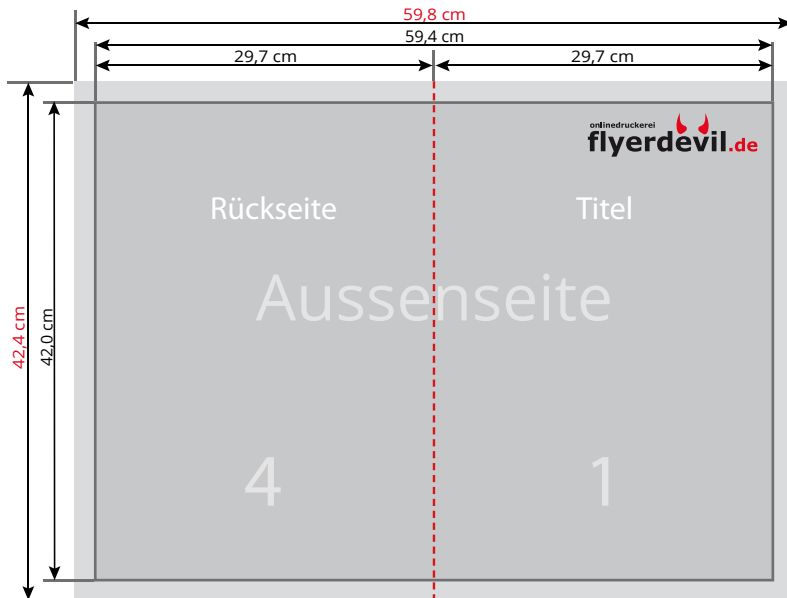 59,8 cm
59,4 cm
29,7 cm
29,7 cm
onlinedruckerei
flyerdevil.de
Rückseite
Titel
Aussenseite
42,4 cm
42,0 cm
4
1